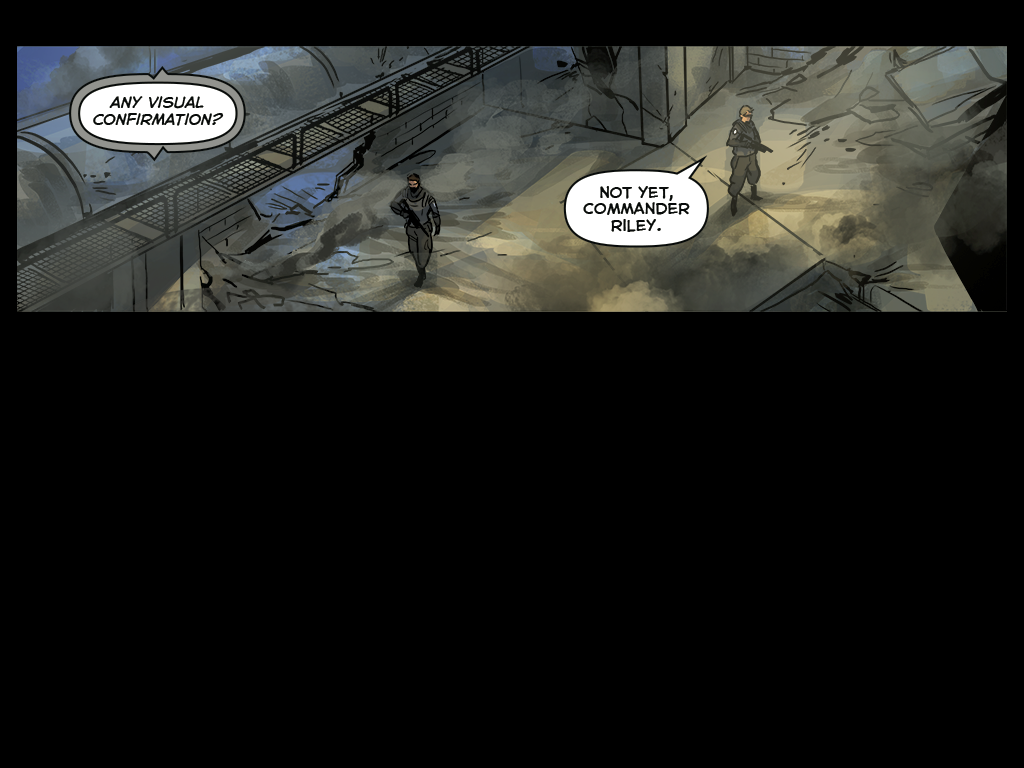 ANY VISUAL
CONFIRMATION?
NOT YET,
COMMANDER
RILEY.